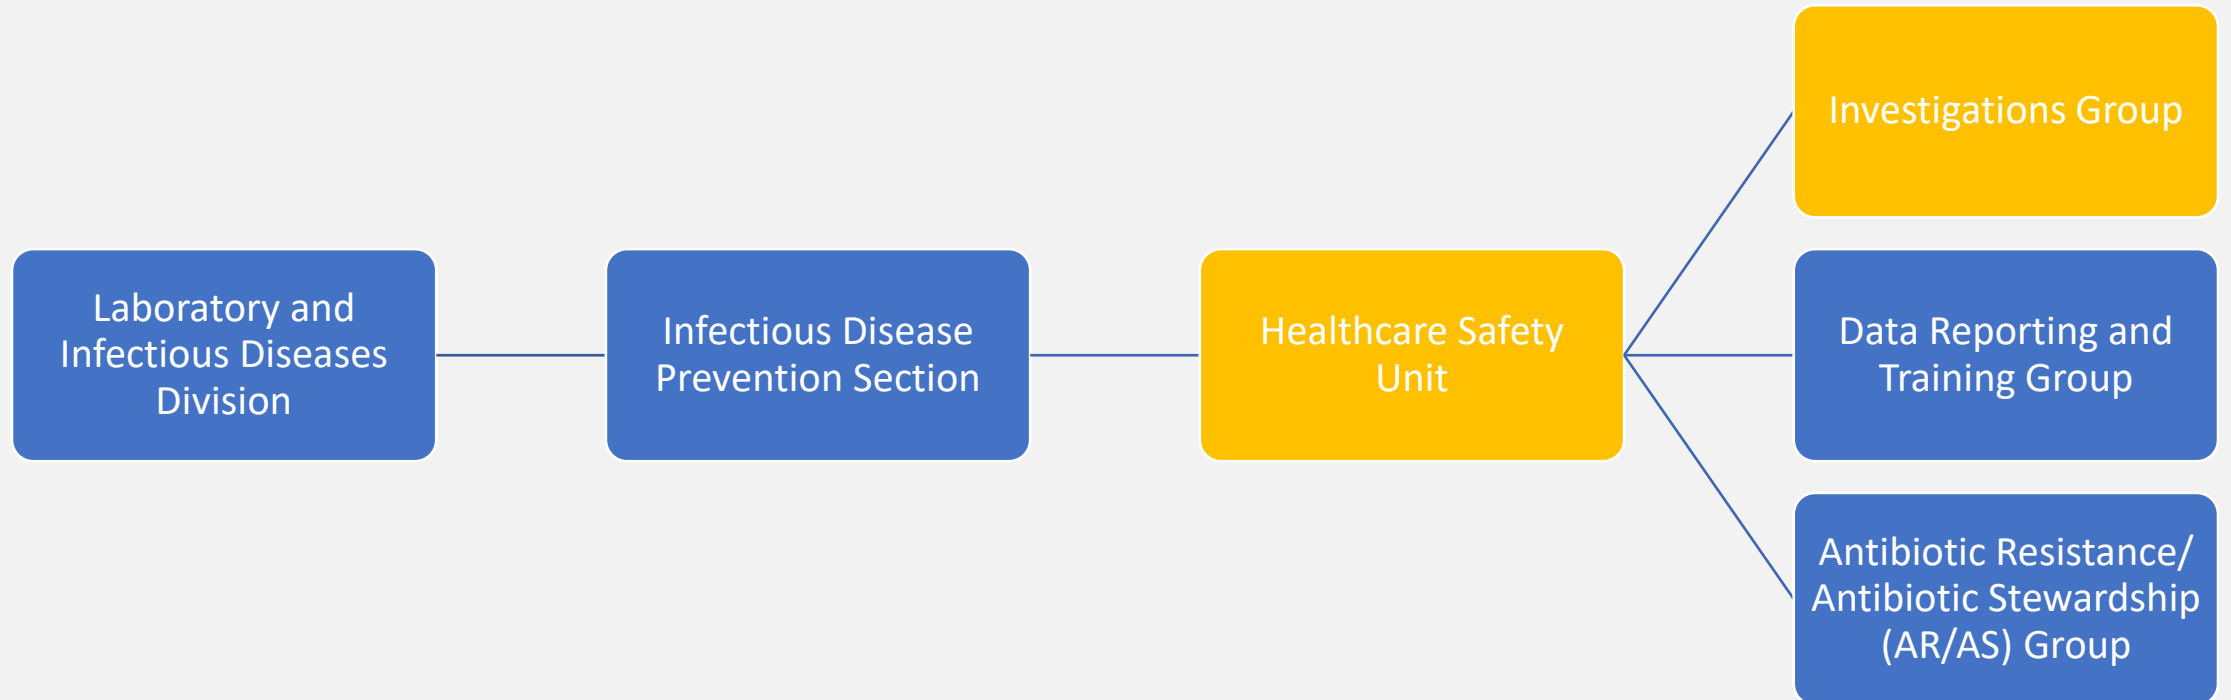 Laboratory and
Infectious Diseases
Division
Infectious Disease
Prevention Section
Healthcare Safety
Unit
Investigations Group
Data Reporting and
Training Group
Antibiotic Resistance/
Antibiotic Stewardship
(AR/AS) Group